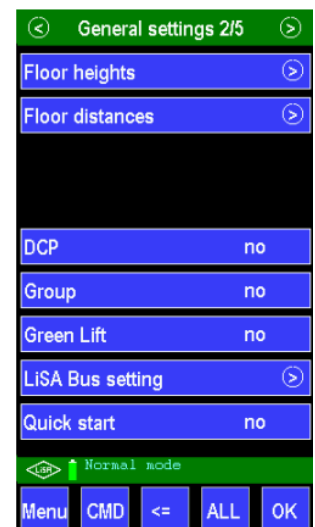 < General settings 2/5 >
Floor heights >
Floor distances >
DCP no
Group no
Green Lift no
LiSA Bus setting >
Quick start no
LiSA Normal mode
Menu CMD <= ALL OK